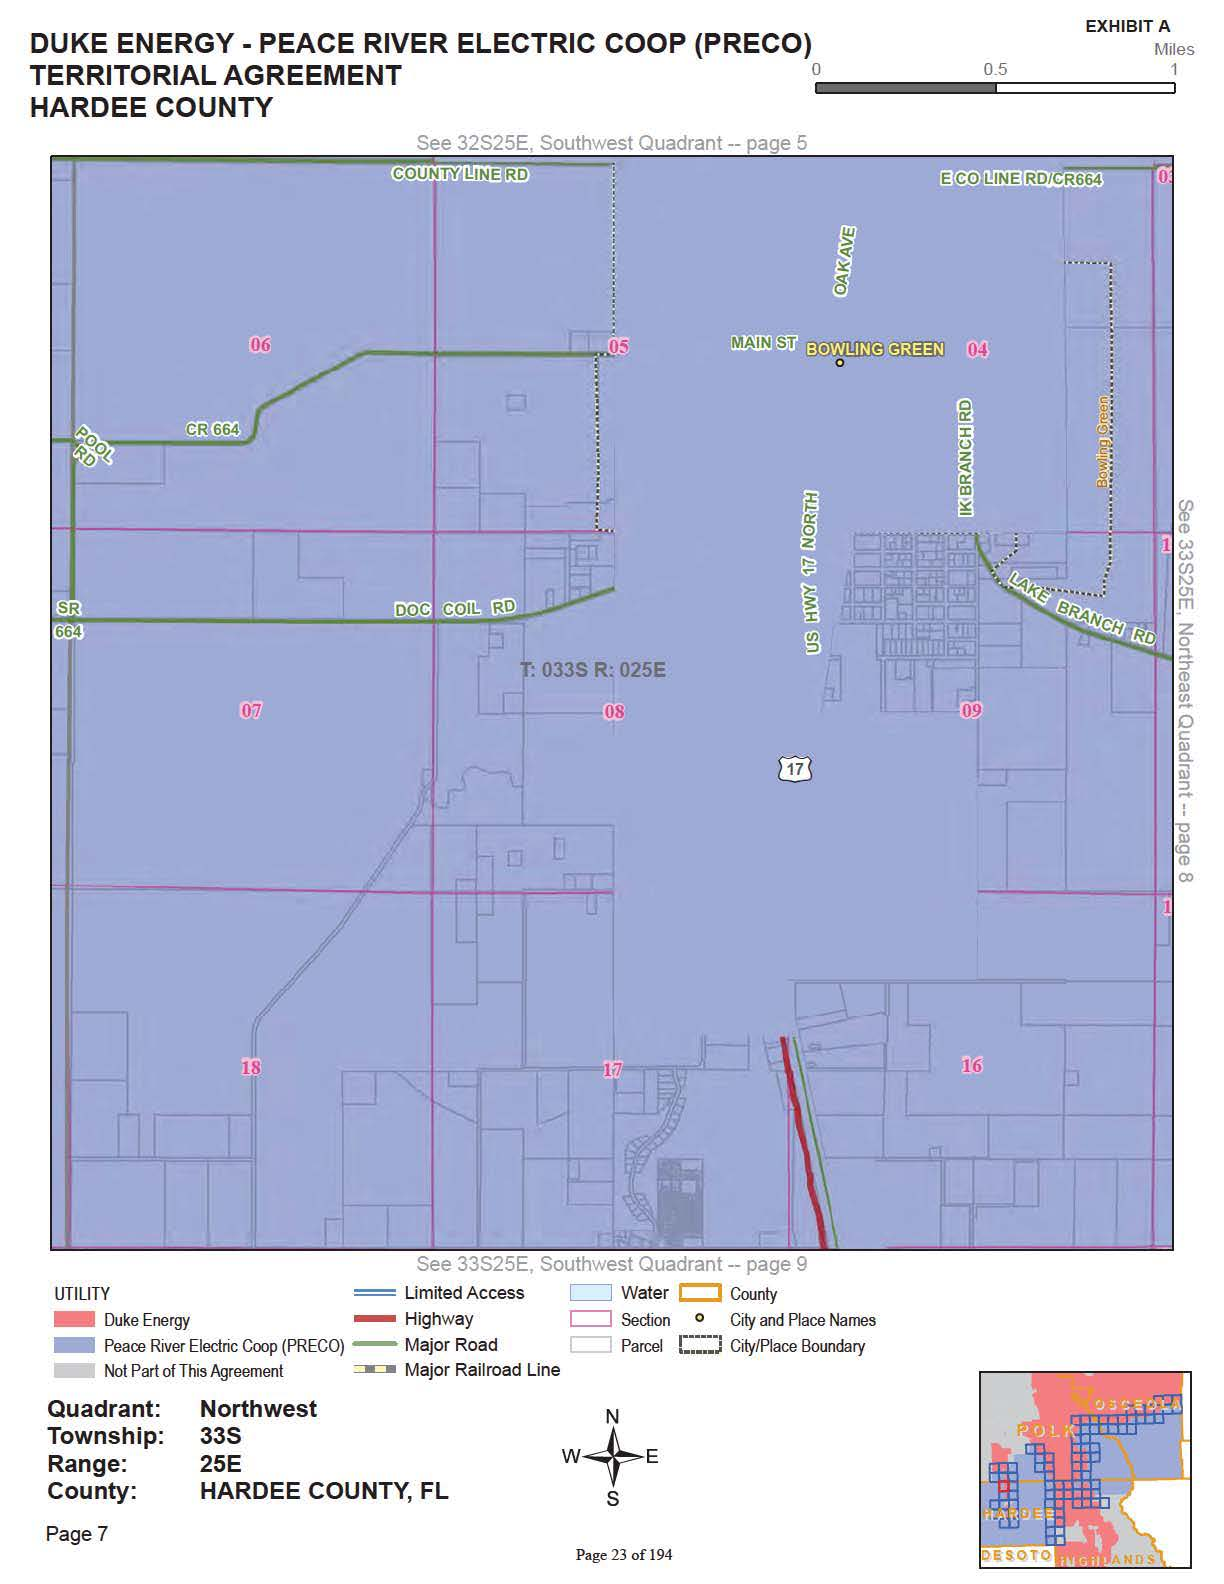 EXHIBIT A
DUKE ENERGY - PEACE RIVER ELECTRIC COOP (PRECO)
TERRITORIAL AGREEMENT
HARDEE COUNTY
Miles
0 0.5 1
See 32S25E, Southwest Quadrant -- page 5
COUNTY LINE RD
E CO LINE RD/CR664
03
OAK AVE
06
05
MAIN ST
BOWLING GREEN
04
CR 664
POOL RD
IK BRANCH RD
Bowling Green
US HWY 17 NORTH
1
SR 664
DOC COIL RD
LAKE BRANCH RD
T: 033S R: 025E
07
08
09
17
1
18
17
16
See 33S25E, Northeast Quadrant -- page 8
See 33S25E, Southwest Quadrant -- page 9
UTILITY
Duke Energy
Peace River Electric Coop (PRECO)
Not Part of This Agreement
Limited Access
Highway
Major Road
Major Railroad Line
Water
Section
Parcel
County
City and Place Names
City/Place Boundary
Quadrant: Northwest
Township: 33S
Range: 25E
County: HARDEE COUNTY, FL
N
W E
S
OSCEOLA
POLK
HARDEE
DESOTO
HIGHLANDS
Page 7
Page 23 of 194